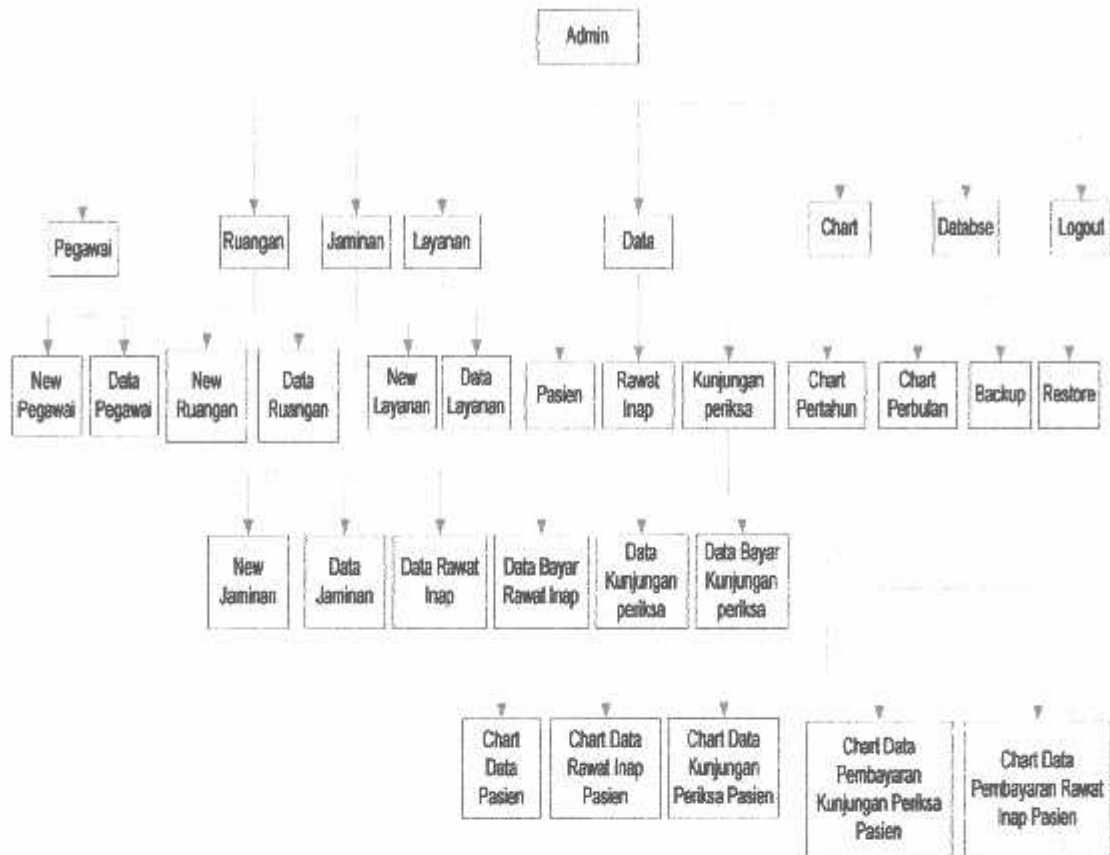 Admin
Pegawai
Ruangan
Jaminan
Layanan
Data
Chart
Databse
Logout
New
Pegawai
Data
Pegawai
New
Ruangan
Data
Ruangan
New
Layanan
Data
Layanan
Pasien
Rawat
Inap
Kunjungan
periksa
Chart
Pertahun
Chart
Perbulan
Backup
Restore
New
Jaminan
Data
Jaminan
Data Rawat
Inap
Data Bayar
Rawat Inap
Data
Kunjungan
periksa
Data Bayar
Kunjungan
periksa
Chart
Data
Pasien
Chart Data
Rawat Inap
Pasien
Chart Data
Kunjungan
Periksa Pasien
Chart Data
Pembayaran
Kunjungan Periksa
Pasien
Chart Data
Pembayaran Rawat
Inap Pasien